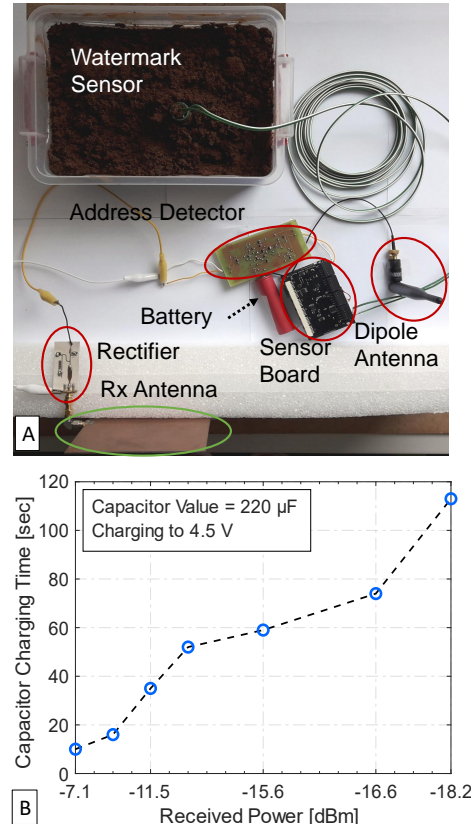 Watermark
Sensor
Address Detector
Battery
Sensor
Board
Dipole
Antenna
Rectifier
Rx Antenna
A
Capacitor Charging Time [sec]
120
100
80
60
40
20
0
Capacitor Value = 220 µF
Charging to 4.5 V
-7.1
-11.5
-15.6
-16.6
-18.2
Received Power [dBm]
B